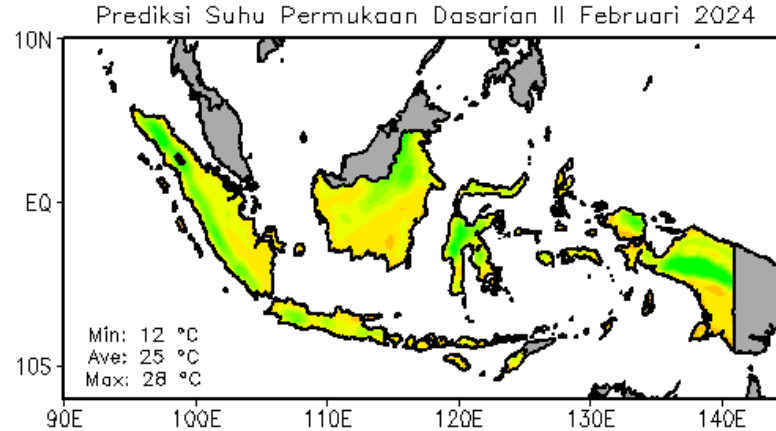 Prediksi Suhu Permukaan Dasarian II Februari 2024
10N
EQ
10S
Min: 12 °C
Ave: 25 °C
Max: 28 °C
90E 100E 110E 120E 130E 140E